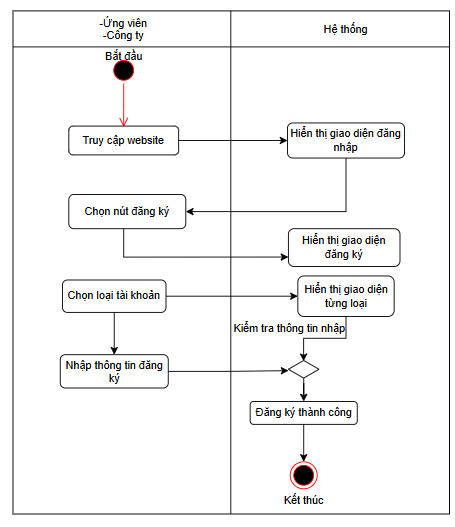 -Ứng viên
-Công ty
Hệ thống
Bắt đầu
Truy cập website
Hiển thị giao diện đăng
nhập
Chọn nút đăng ký
Hiển thị giao diện
đăng ký
Chọn loại tài khoản
Hiển thị giao diện
từng loại
Kiểm tra thông tin nhập
Nhập thông tin đăng
ký
Đăng ký thành công
Kết thúc